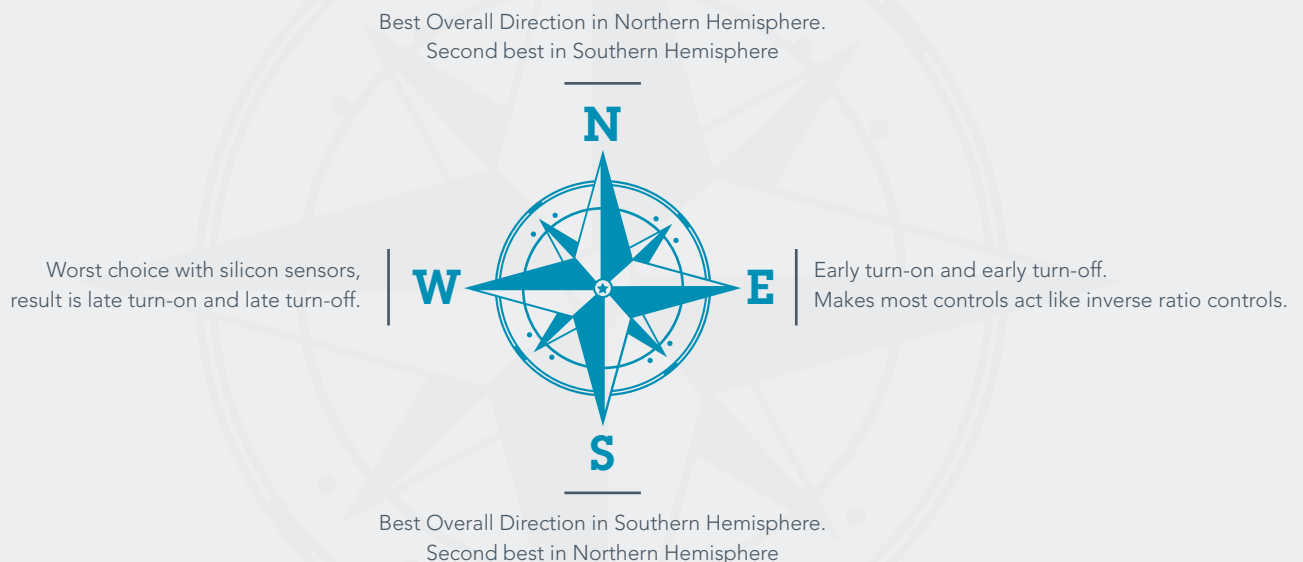 Best Overall Direction in Northern Hemisphere.
Second best in Southern Hemisphere
N
Worst choice with silicon sensors,
result is late turn-on and late turn-off.
W
E
Early turn-on and early turn-off.
Makes most controls act like inverse ratio controls.
S
Best Overall Direction in Southern Hemisphere.
Second best in Northern Hemisphere